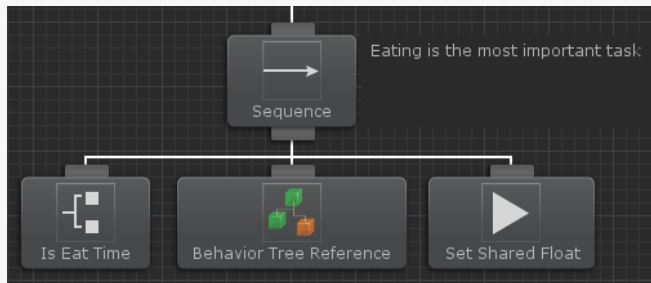 Eating is the most important task
Sequence
Is Eat Time
Behavior Tree Reference
Set Shared Float